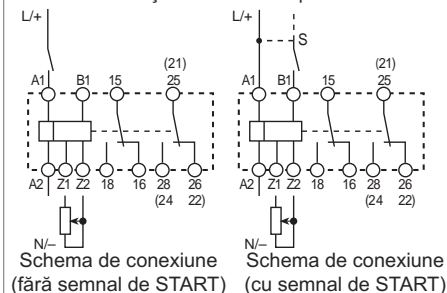 L/+
(21)
A1 B1 15 25
A2 Z1 Z2 18 16 28 26
(24 22)
N/–
Schema de conexiune
(fără semnal de START)
L/+
S
(21)
A1 B1 15 25
A2 Z1 Z2 18 16 28 26
(24 22)
N/–
Schema de conexiune
(cu semnal de START)